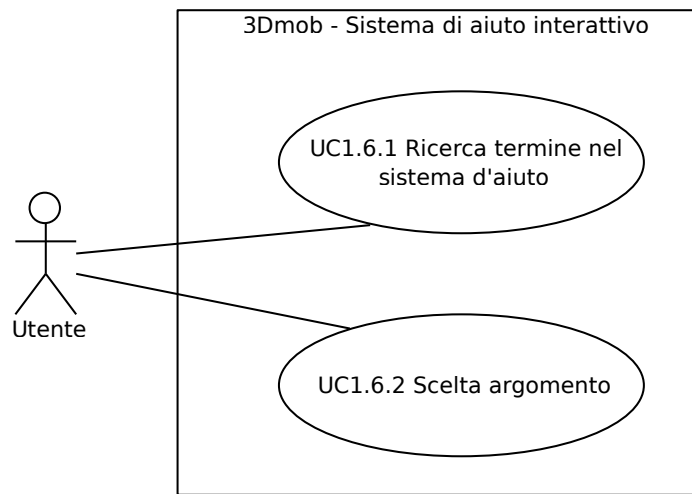 3Dmob - Sistema di aiuto interattivo
UC1.6.1 Ricerca termine nel
sistema d'aiuto
Utente
UC1.6.2 Scelta argomento